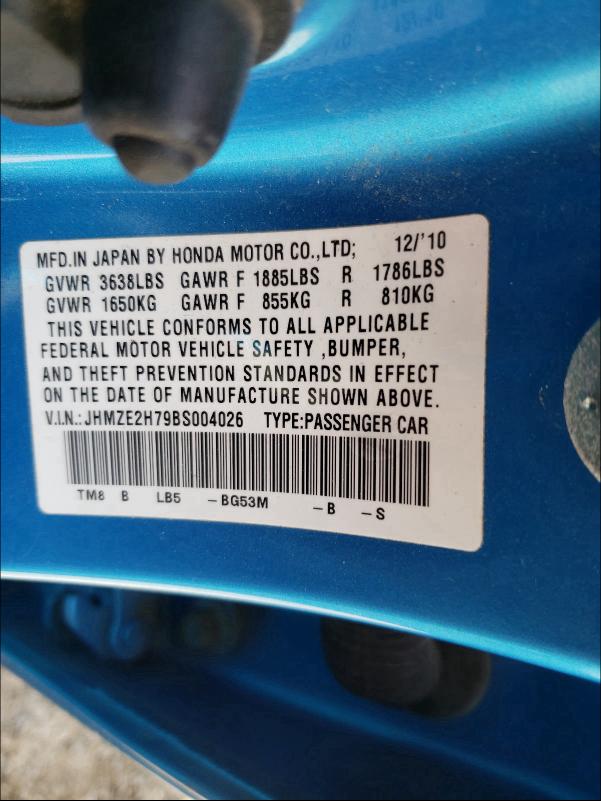 MFD.IN JAPAN BY HONDA MOTOR CO.,LTD; 12/'10
GVWR 3638LBS GAWR F 1885LBS R 1786LBS
GVWR 1650KG GAWR F 855KG R 810KG
THIS VEHICLE CONFORMS TO ALL APPLICABLE
FEDERAL MOTOR VEHICLE SAFETY ,BUMPER,
AND THEFT PREVENTION STANDARDS IN EFFECT
ON THE DATE OF MANUFACTURE SHOWN ABOVE.
V.I.N.:JHMZE2H79BS004026 TYPE:PASSENGER CAR
TM8 B LB5 -BG53M -B -S